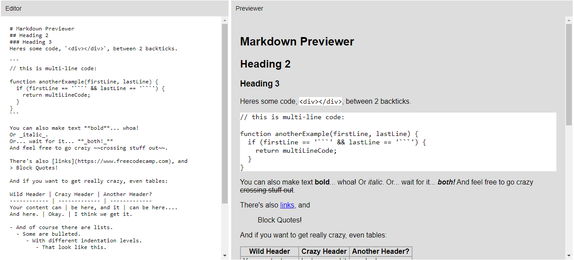 Editor
# Markdown Previewer
## Heading 2
### Heading 3
Heres some code, `<div></div>`, between 2 backticks.
```
// this is multi-line code:
function anotherExample(firstLine, lastLine) {
if (firstLine == '```' && lastLine == '```') {
return multiLineCode;
}
}
```
You can also make text **bold**... whoa!
Or _italic_.
Or... wait for it... **_both!_**
And feel free to go crazy ~~crossing stuff out~~.
There's also [links](https://www.freecodecamp.com), and
> Block Quotes!
And if you want to get really crazy, even tables:
Wild Header | Crazy Header | Another Header?
------------ | ------------- | -------------
Your content can | be here, and it | can be here....
And here. | Okay. | I think we get it.
- And of course there are lists.
- Some are bulleted.
- With different indentation levels.
- That look like this.
Previewer
Markdown Previewer
Heading 2
Heading 3
Heres some code, <div></div>, between 2 backticks.
// this is multi-line code:
function anotherExample(firstLine, lastLine) {
if (firstLine == '```' && lastLine == '```') {
return multiLineCode;
}
}
You can also make text bold... whoa! Or italic. Or... wait for it... both! And feel free to go crazy
crossing stuff out.
There's also links, and
Block Quotes!
And if you want to get really crazy, even tables:
Wild Header Crazy Header Another Header?